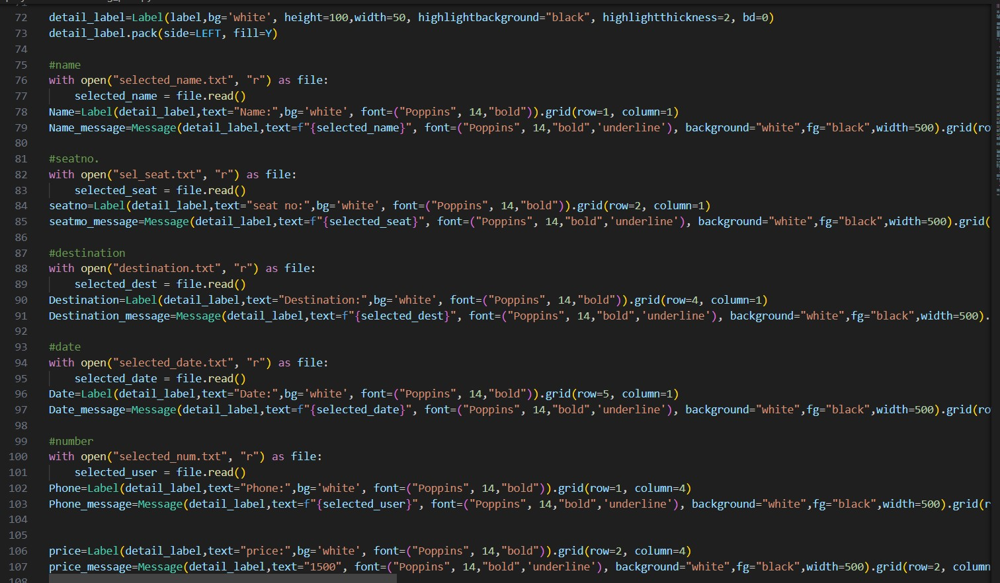 72 detail_label=Label(label,bg='white', height=100,width=50, highlightbackground="black", highlightthickness=2, bd=0)
73 detail_label.pack(side=LEFT, fill=Y)
74
75 #name
76 with open("selected_name.txt", "r") as file:
77     selected_name = file.read()
78 Name=Label(detail_label,text="Name:",bg='white', font=("Poppins", 14,"bold")).grid(row=1, column=1)
79 Name_message=Message(detail_label,text=f"{selected_name}", font=("Poppins", 14,"bold",'underline'), background="white",fg="black",width=500).grid(ro
80
81 #seatno.
82 with open("sel_seat.txt", "r") as file:
83     selected_seat = file.read()
84 seatno=Label(detail_label,text="seat no:",bg='white', font=("Poppins", 14,"bold")).grid(row=2, column=1)
85 seatmo_message=Message(detail_label,text=f"{selected_seat}", font=("Poppins", 14,"bold",'underline'), background="white",fg="black",width=500).grid(
86
87 #destination
88 with open("destination.txt", "r") as file:
89     selected_dest = file.read()
90 Destination=Label(detail_label,text="Destination:",bg='white', font=("Poppins", 14,"bold")).grid(row=4, column=1)
91 Destination_message=Message(detail_label,text=f"{selected_dest}", font=("Poppins", 14,"bold",'underline'), background="white",fg="black",width=500).
92
93 #date
94 with open("selected_date.txt", "r") as file:
95     selected_date = file.read()
96 Date=Label(detail_label,text="Date:",bg='white', font=("Poppins", 14,"bold")).grid(row=5, column=1)
97 Date_message=Message(detail_label,text=f"{selected_date}", font=("Poppins", 14,"bold",'underline'), background="white",fg="black",width=500).grid(ro
98
99 #number
100 with open("selected_num.txt", "r") as file:
101     selected_user = file.read()
102 Phone=Label(detail_label,text="Phone:",bg='white', font=("Poppins", 14,"bold")).grid(row=1, column=4)
103 Phone_message=Message(detail_label,text=f"{selected_user}", font=("Poppins", 14,"bold",'underline'), background="white",fg="black",width=500).grid(r
104
105
106 price=Label(detail_label,text="price:",bg='white', font=("Poppins", 14,"bold")).grid(row=2, column=4)
107 price_message=Message(detail_label,text="1500", font=("Poppins", 14,"bold",'underline'), background="white",fg="black",width=500).grid(row=2, column
108